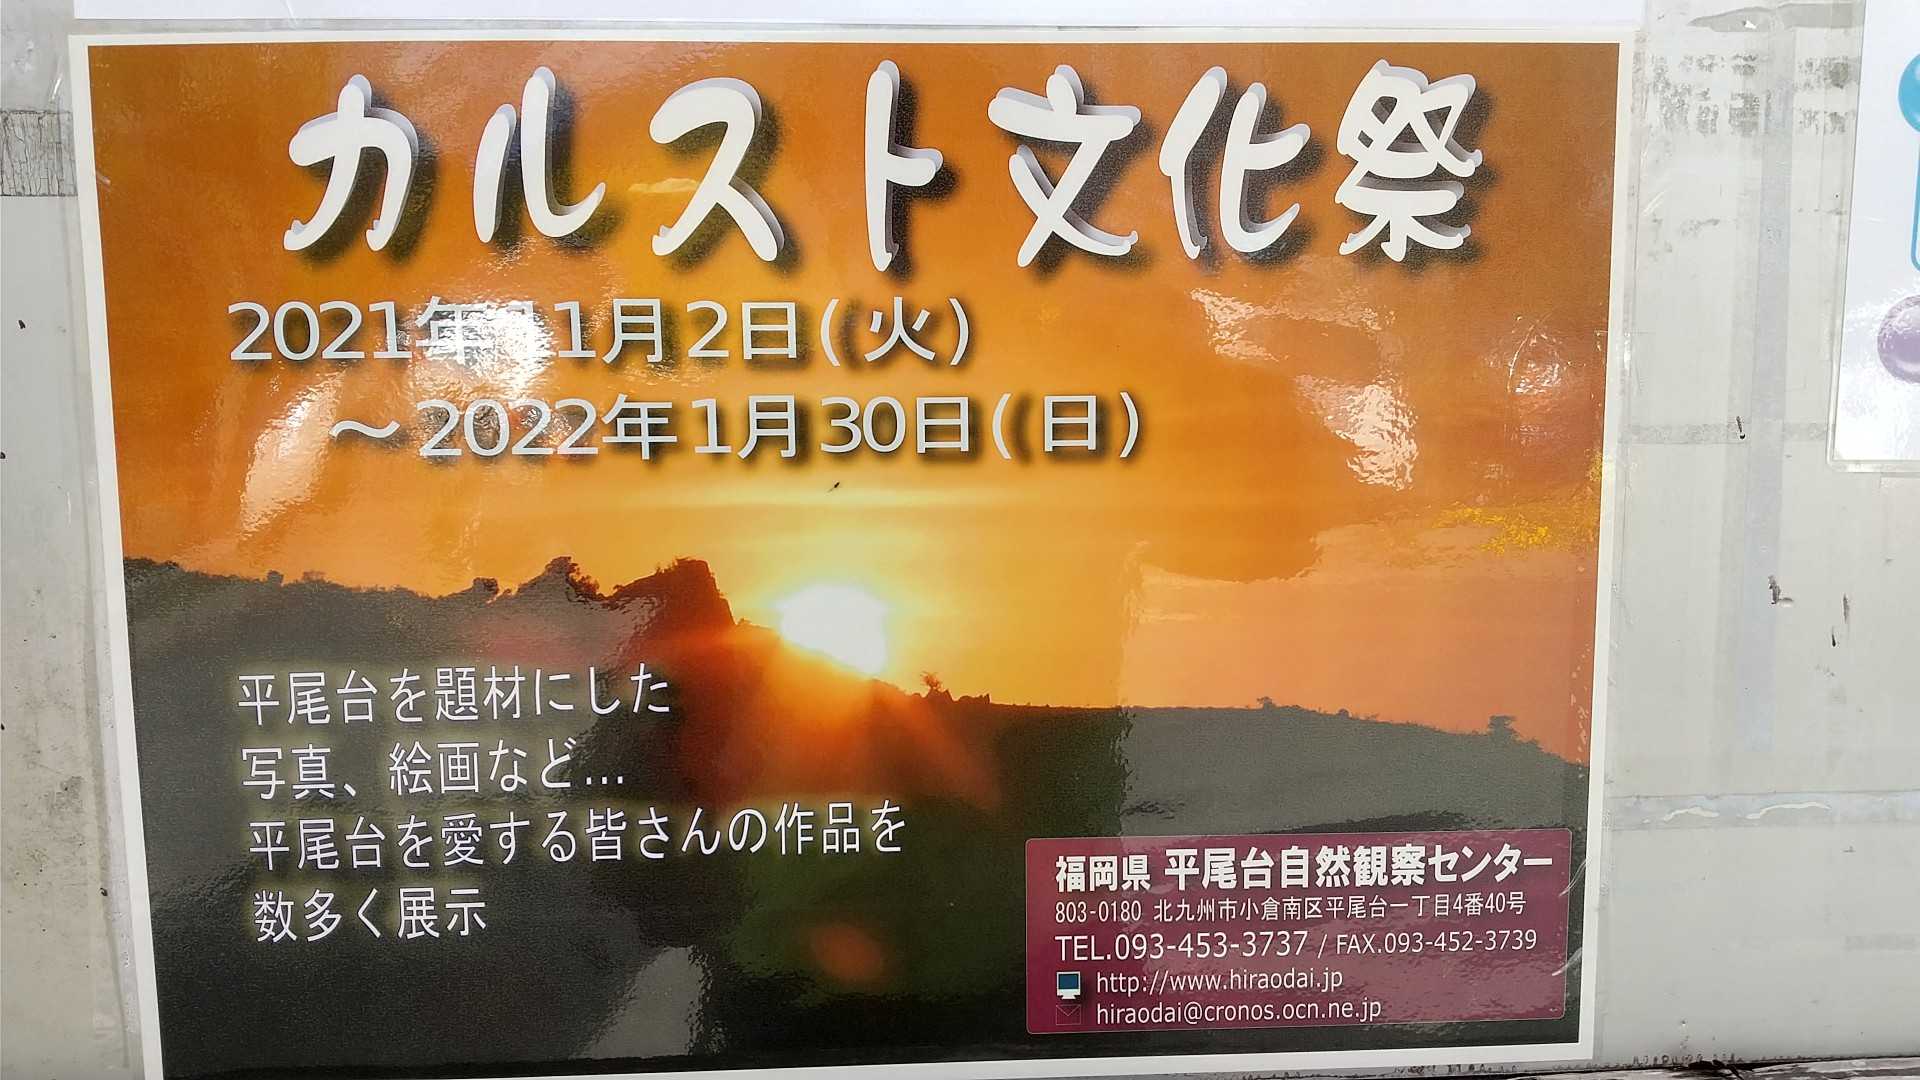 カルスト文化祭
2021年11月2日(火)
～2022年1月30日(日)
平尾台を題材にした
写真、絵画など...
平尾台を愛する皆さんの作品を
数多く展示
福岡県 平尾台自然観察センター
803-0180 北九州市小倉南区平尾台一丁目4番40号
TEL.093-453-3737 / FAX.093-452-3739
http://www.hiraodai.jp
hiraodai@cronos.ocn.ne.jp